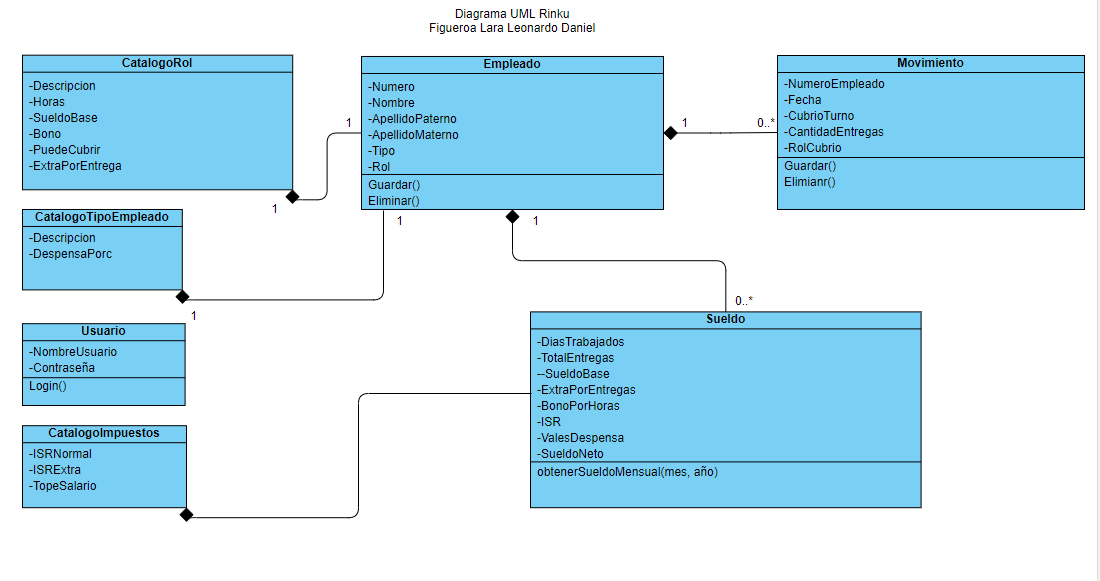 Diagrama UML Rinku
Figueroa Lara Leonardo Daniel
CatalogoRol
-Descripcion
-Horas
-SueldoBase
-Bono
-PuedeCubrir
-ExtraPorEntrega
1
1
Empleado
-Numero
-Nombre
-ApellidoPaterno
-ApellidoMaterno
-Tipo
-Rol
Guardar()
Eliminar()
1
0..*
Movimiento
-NumeroEmpleado
-Fecha
-CubrioTurno
-CantidadEntregas
-RolCubrio
Guardar()
Elimianr()
CatalogoTipoEmpleado
-Descripcion
-DespensaPorc
1
1
1
0..*
Usuario
-NombreUsuario
-Contraseña
Login()
Sueldo
-DiasTrabajados
-TotalEntregas
--SueldoBase
-ExtraPorEntregas
-BonoPorHoras
-ISR
-ValesDespensa
-SueldoNeto
obtenerSueldoMensual(mes, año)
CatalogoImpuestos
-ISRNormal
-ISRExtra
-TopeSalario